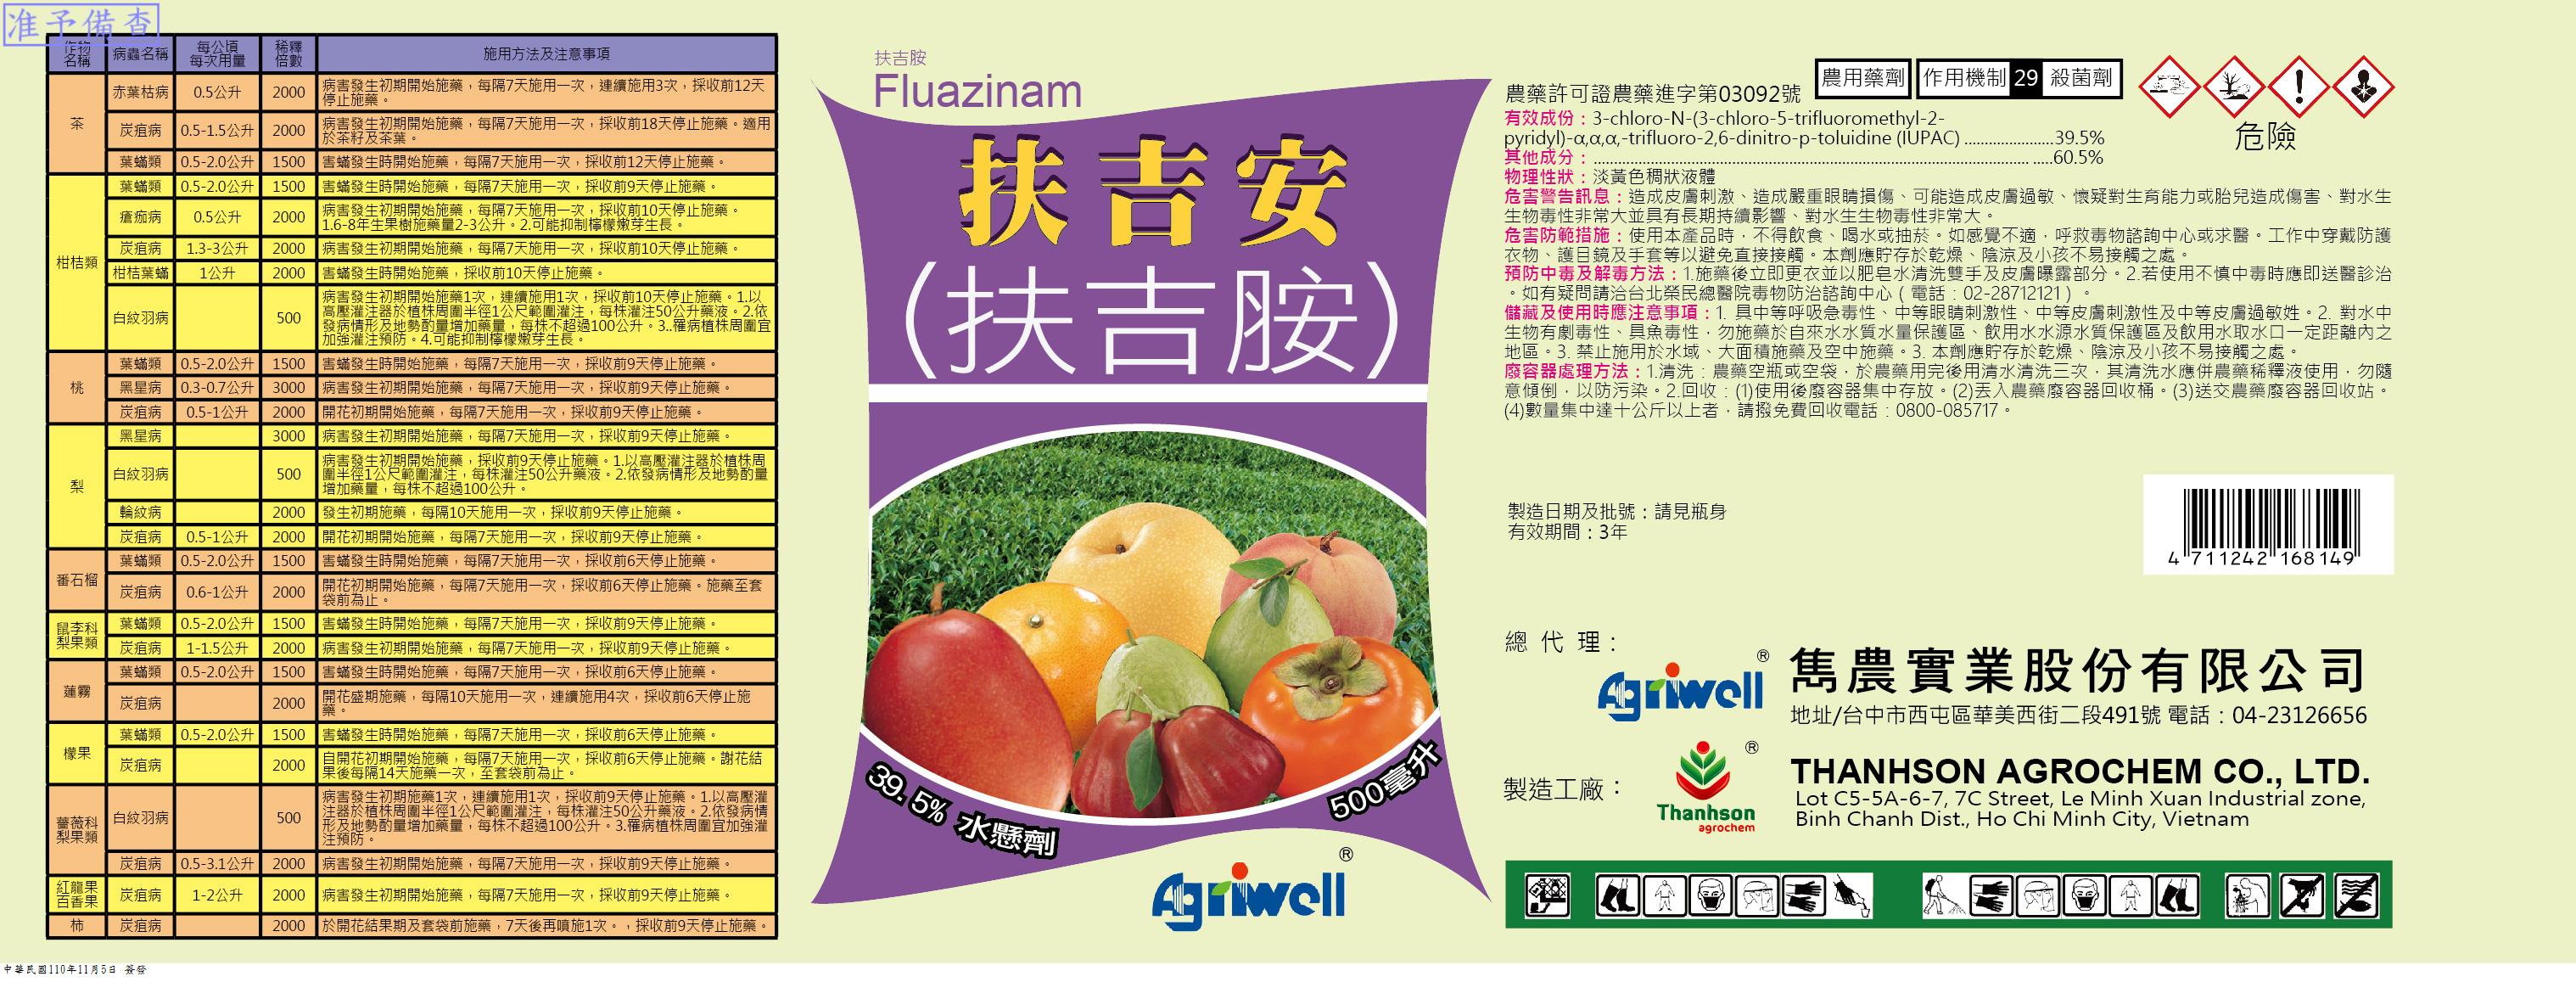 准予備查
作物名稱 病蟲名稱 每公頃每次用量 稀釋倍數 施用方法及注意事項
茶
赤葉枯病 0.5公升 2000 病害發生初期開始施藥，每隔7天施用一次，連續施用3次，採收前12天
停止施藥。
炭疽病 0.5-1.5公升 2000 病害發生初期開始施藥，每隔7天施用一次，採收前18天停止施藥。適用
於茶籽及茶葉。
葉蟎類 0.5-2.0公升 1500 害蟎發生時開始施藥，每隔7天施用一次，採收前12天停止施藥。
柑桔類
葉蟎類 0.5-2.0公升 1500 害蟎發生時開始施藥，每隔7天施用一次，採收前9天停止施藥。
瘡痂病 0.5公升 2000 病害發生初期開始施藥，每隔7天施用一次，採收前10天停止施藥。
1.6-8年生果樹施藥量2-3公升。2.可能抑制檸檬嫩芽生長。
炭疽病 1.3-3公升 2000 病害發生初期開始施藥，每隔7天施用一次，採收前10天停止施藥。
柑桔葉蟎 1公升 2000 害蟎發生時開始施藥，採收前10天停止施藥。
白紋羽病 500 病害發生初期開始施藥1次，連續施用1次，採收前10天停止施藥。1.以
高壓灌注器於植株周圍半徑1公尺範圍灌注，每株灌注50公升藥液。2.依
發病情形及地勢酌量增加藥量，每株不超過100公升。3..罹病植株周圍宜
加強灌注預防。4.可能抑制檸檬嫩芽生長。
桃
葉蟎類 0.5-2.0公升 1500 害蟎發生時開始施藥，每隔7天施用一次，採收前9天停止施藥。
黑星病 0.3-0.7公升 3000 病害發生初期開始施藥，每隔7天施用一次，採收前9天停止施藥。
炭疽病 0.5-1公升 2000 開花初期開始施藥，每隔7天施用一次，採收前9天停止施藥。
梨
黑星病 3000 病害發生初期開始施藥，每隔7天施用一次，採收前9天停止施藥。
白紋羽病 500 病害發生初期開始施藥，採收前9天停止施藥。1.以高壓灌注器於植株周
圍半徑1公尺範圍灌注，每株灌注50公升藥液。2.依發病情形及地勢酌量
增加藥量，每株不超過100公升。
輪紋病 2000 發生初期施藥，每隔10天施用一次，採收前9天停止施藥。
炭疽病 0.5-1公升 2000 開花初期開始施藥，每隔7天施用一次，採收前9天停止施藥。
番石榴
葉蟎類 0.5-2.0公升 1500 害蟎發生時開始施藥，每隔7天施用一次，採收前6天停止施藥。
炭疽病 0.6-1公升 2000 開花初期開始施藥，每隔7天施用一次，採收前6天停止施藥。施藥至套
袋前為止。
鼠李科梨果類
葉蟎類 0.5-2.0公升 1500 害蟎發生時開始施藥，每隔7天施用一次，採收前9天停止施藥。
炭疽病 1-1.5公升 2000 病害發生初期開始施藥，每隔7天施用一次，採收前9天停止施藥。
蓮霧
葉蟎類 0.5-2.0公升 1500 害蟎發生時開始施藥，每隔7天施用一次，採收前6天停止施藥。
炭疽病 2000 開花盛期施藥，每隔10天施用一次，連續施用4次，採收前6天停止施
藥。
檬果
葉蟎類 0.5-2.0公升 1500 害蟎發生時開始施藥，每隔7天施用一次，採收前6天停止施藥。
炭疽病 2000 自開花初期開始施藥，每隔7天施用一次，採收前6天停止施藥。謝花結
果後每隔14天施藥一次，至套袋前為止。
薔薇科梨果類
白紋羽病 500 病害發生初期施藥1次，連續施用1次，採收前9天停止施藥。1.以高壓灌
注器於植株周圍半徑1公尺範圍灌注，每株灌注50公升藥液。2.依發病情
形及地勢酌量增加藥量，每株不超過100公升。3.罹病植株周圍宜加強灌
注預防。
炭疽病 0.5-3.1公升 2000 病害發生初期開始施藥，每隔7天施用一次，採收前9天停止施藥。
紅龍果百香果
炭疽病 1-2公升 2000 病害發生初期開始施藥，每隔7天施用一次，採收前9天停止施藥。
柿 炭疽病 2000 於開花結果期及套袋前施藥，7天後再噴施1次。，採收前9天停止施藥。
中華民國110年11月5日 簽發
扶吉胺
Fluazinam
扶吉安
(扶吉胺)
39.5% 水懸劑
500毫升
Agriwell ®
農藥許可證農藥進字第03092號
農用藥劑 作用機制 29 殺菌劑
危險
有效成份：3-chloro-N-(3-chloro-5-trifluoromethyl-2-
pyridyl)-α,α,α,-trifluoro-2,6-dinitro-p-toluidine (IUPAC) ......................39.5%
其他成分：.................................................................................................................60.5%
物理性狀：淡黃色稠狀液體
危害警告訊息：造成皮膚刺激、造成嚴重眼睛損傷、可能造成皮膚過敏、懷疑對生育能力或胎兒造成傷害、對水生
生物毒性非常大並具有長期持續影響、對水生生物毒性非常大。
危害防範措施：使用本產品時，不得飲食、喝水或抽菸。如感覺不適，呼救毒物諮詢中心或求醫。工作中穿戴防護
衣物、護目鏡及手套等以避免直接接觸。本劑應貯存於乾燥、陰涼及小孩不易接觸之處。
預防中毒及解毒方法：1.施藥後立即更衣並以肥皂水清洗雙手及皮膚曝露部分。2.若使用不慎中毒時應即送醫診治
。如有疑問請洽台北榮民總醫院毒物防治諮詢中心（電話：02-28712121）。
儲藏及使用時應注意事項：1. 具中等呼吸急毒性、中等眼睛刺激性、中等皮膚刺激性及中等皮膚過敏姓。2. 對水中
生物有劇毒性、具魚毒性，勿施藥於自來水水質水量保護區、飲用水水源水質保護區及飲用水取水口一定距離內之
地區。3. 禁止施用於水域、大面積施藥及空中施藥。3. 本劑應貯存於乾燥、陰涼及小孩不易接觸之處。
廢容器處理方法：1.清洗：農藥空瓶或空袋，於農藥用完後用清水清洗三次，其清洗水應併農藥稀釋液使用，勿隨
意傾倒，以防污染。2.回收：(1)使用後廢容器集中存放。(2)丟入農藥廢容器回收桶。(3)送交農藥廢容器回收站。
(4)數量集中達十公斤以上者，請撥免費回收電話：0800-085717。
製造日期及批號：請見瓶身
有效期間：3年
4 711242 168149
總 代 理：
Agriwell ®
雋農實業股份有限公司
地址/台中市西屯區華美西街二段491號 電話：04-23126656
製造工廠：
Thanhson ®
agrochem
THANHSON AGROCHEM CO., LTD.
Lot C5-5A-6-7, 7C Street, Le Minh Xuan Industrial zone,
Binh Chanh Dist., Ho Chi Minh City, Vietnam